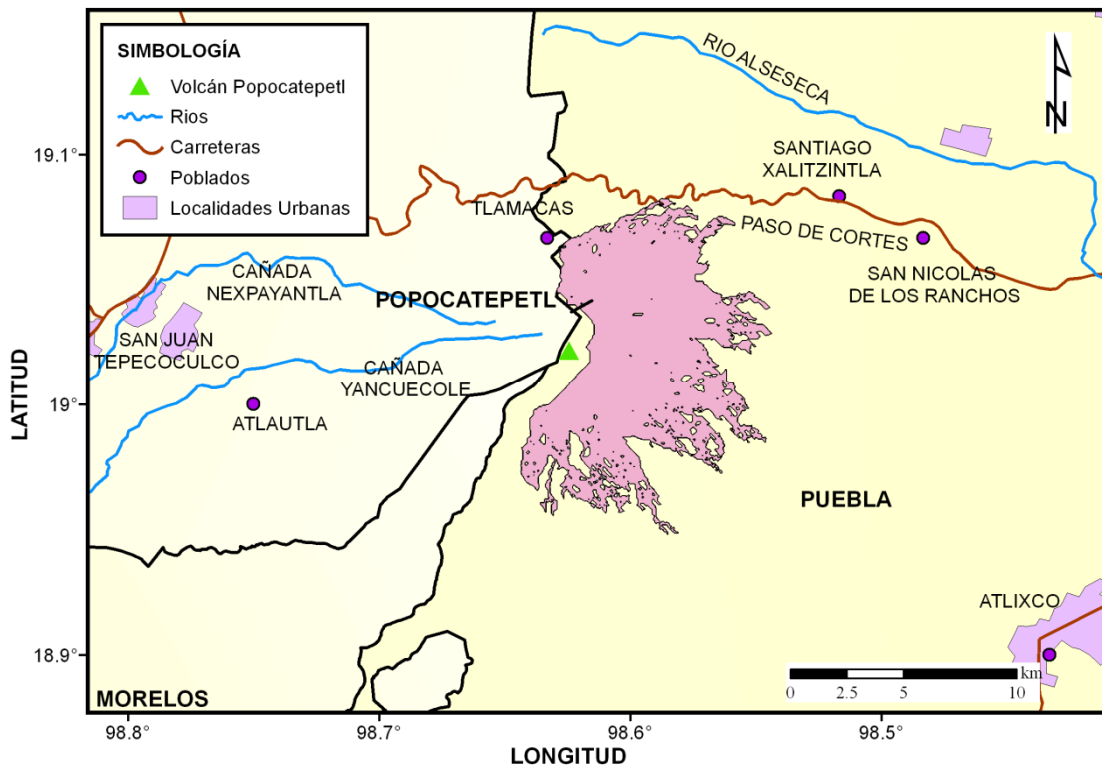 SIMBOLOGÍA
Volcán Popocatepetl
Rios
Carreteras
Poblados
Localidades Urbanas
RIO ALSESECA
N
19.1°
SANTIAGO
XALITZINTLA
TLAMACAS
PASO DE CORTES
CAÑADA
NEXPAYANTLA
SAN NICOLAS
DE LOS RANCHOS
POPOCATEPETL
SAN JUAN
TEPECOCULCO
CAÑADA
YANCUECOLE
LATITUD
19°
ATLAUTLA
PUEBLA
ATLIXCO
18.9°
km
0 2.5 5 10
MORELOS
98.8° 98.7° 98.6° 98.5°
LONGITUD